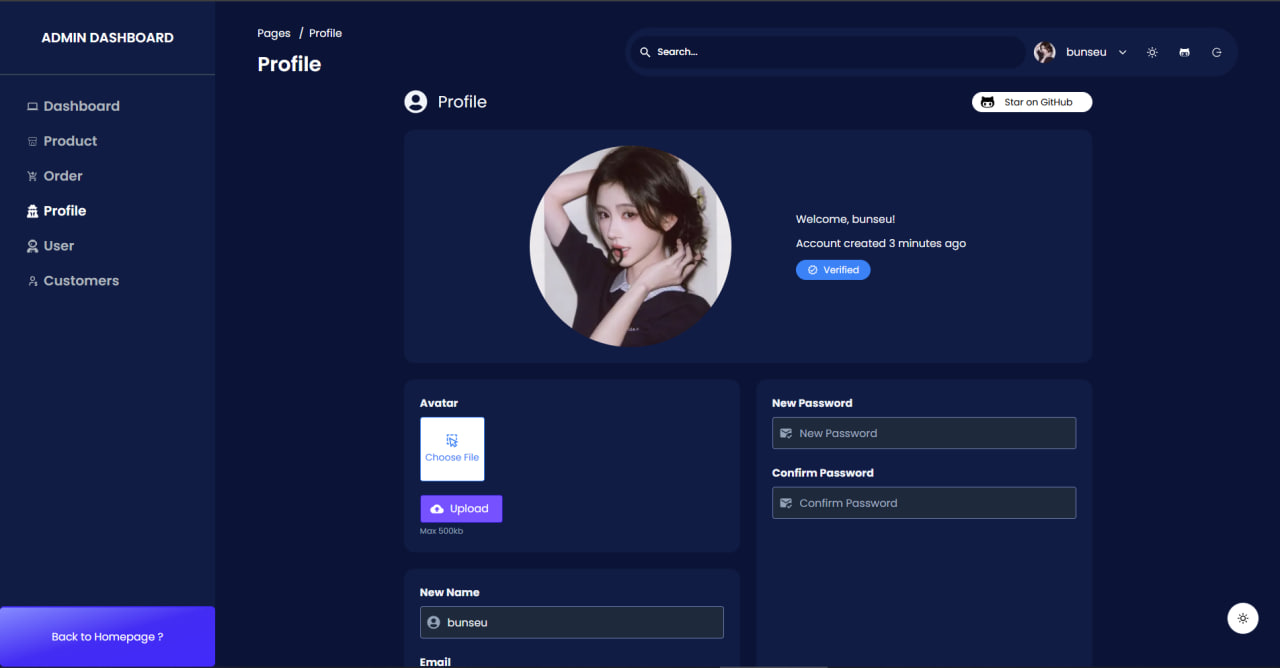 ADMIN DASHBOARD
Dashboard
Product
Order
Profile
User
Customers
Back to Homepage ?
Pages / Profile
Profile
Search...
bunseu
Profile
Star on GitHub
Welcome, bunseu!
Account created 3 minutes ago
Verified
Avatar
Choose File
Upload
Max 500kb
New Name
bunseu
Email
New Password
New Password
Confirm Password
Confirm Password